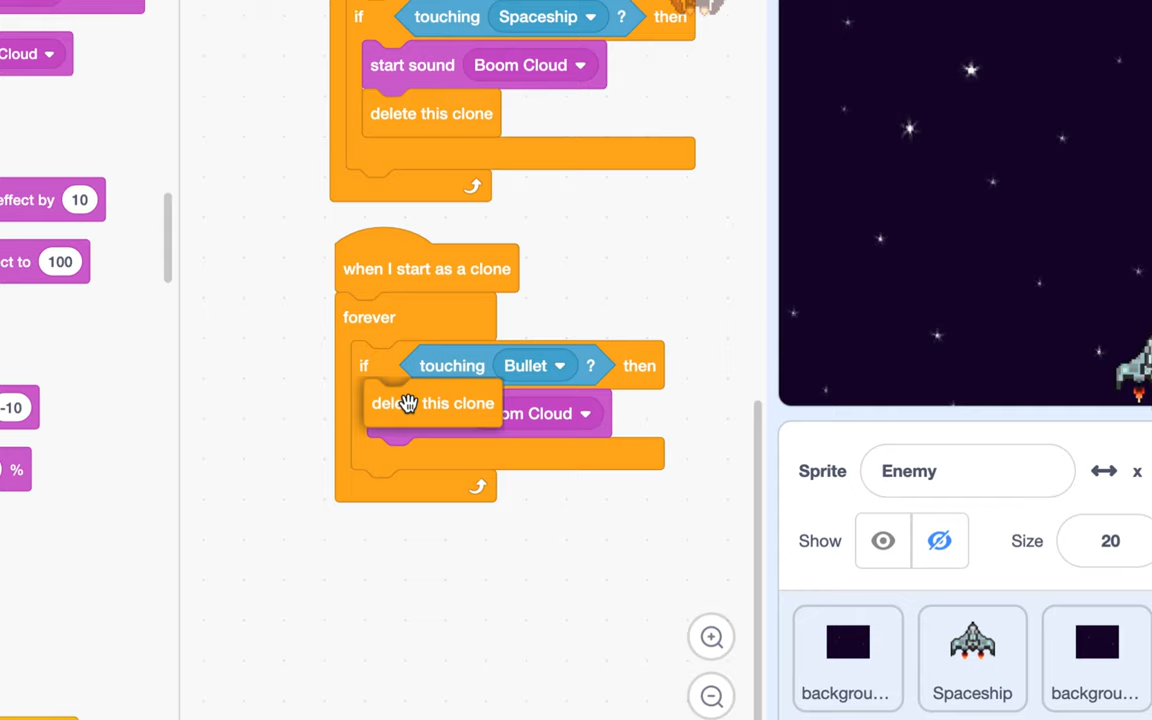 if touching Spaceship ? then
Cloud
start sound Boom Cloud
delete this clone
effect by 10
ct to 100
when I start as a clone
forever
if touching Bullet ? then
-10
this clone
om Cloud
%
Sprite Enemy x
Show Size 20
backgrou... Spaceship backgrou...